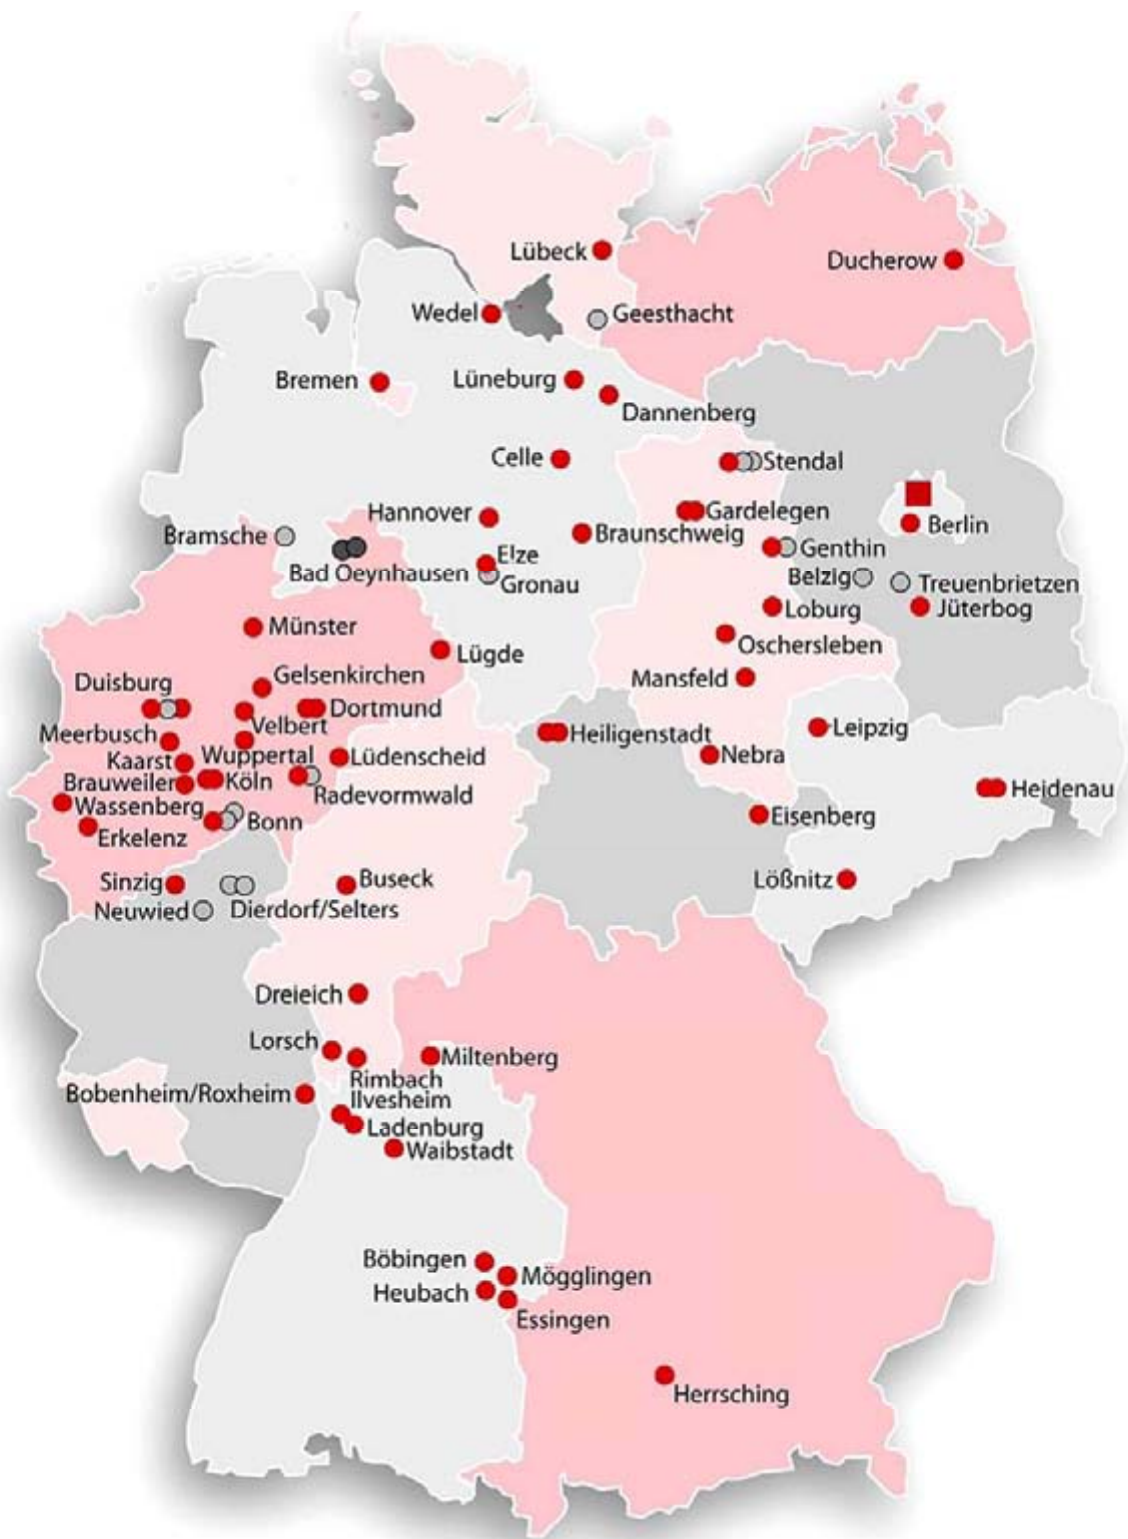 Lübeck
Ducherow
Wedel
Geesthacht
Bremen
Lüneburg
Dannenberg
Celle
Stendal
Hannover
Gardelegen
Berlin
Bramsche
Braunschweig
Elze
Genthin
Bad Oeynhausen
Gronau
Belzig
Treuenbrietzen
Loburg
Jüterbog
Münster
Lügde
Oschersleben
Gelsenkirchen
Mansfeld
Duisburg
Dortmund
Velbert
Meerbusch
Heiligenstadt
Leipzig
Wuppertal
Nebra
Kaarst
Lüdenscheid
Brauweiler
Köln
Radevormwald
Heidenau
Wassenberg
Bonn
Eisenberg
Erkelenz
Sinzig
Buseck
Lößnitz
Neuwied
Dierdorf/Selters
Dreieich
Lorsch
Miltenberg
Rimbach
Bobenheim/Roxheim
Ilvesheim
Ladenburg
Waibstadt
Böbingen
Mögglingen
Heubach
Essingen
Herrsching